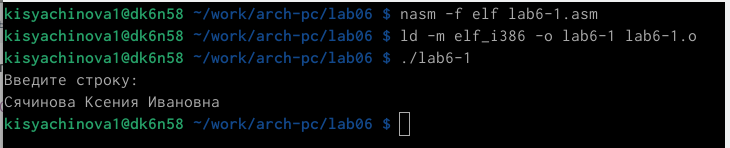 kisyachinova1@dk6n58 ~/work/arch-pc/lab06 $ nasm -f elf lab6-1.asm
kisyachinova1@dk6n58 ~/work/arch-pc/lab06 $ ld -m elf_i386 -o lab6-1 lab6-1.o
kisyachinova1@dk6n58 ~/work/arch-pc/lab06 $ ./lab6-1
Введите строку:
Сячинова Ксения Ивановна
kisyachinova1@dk6n58 ~/work/arch-pc/lab06 $